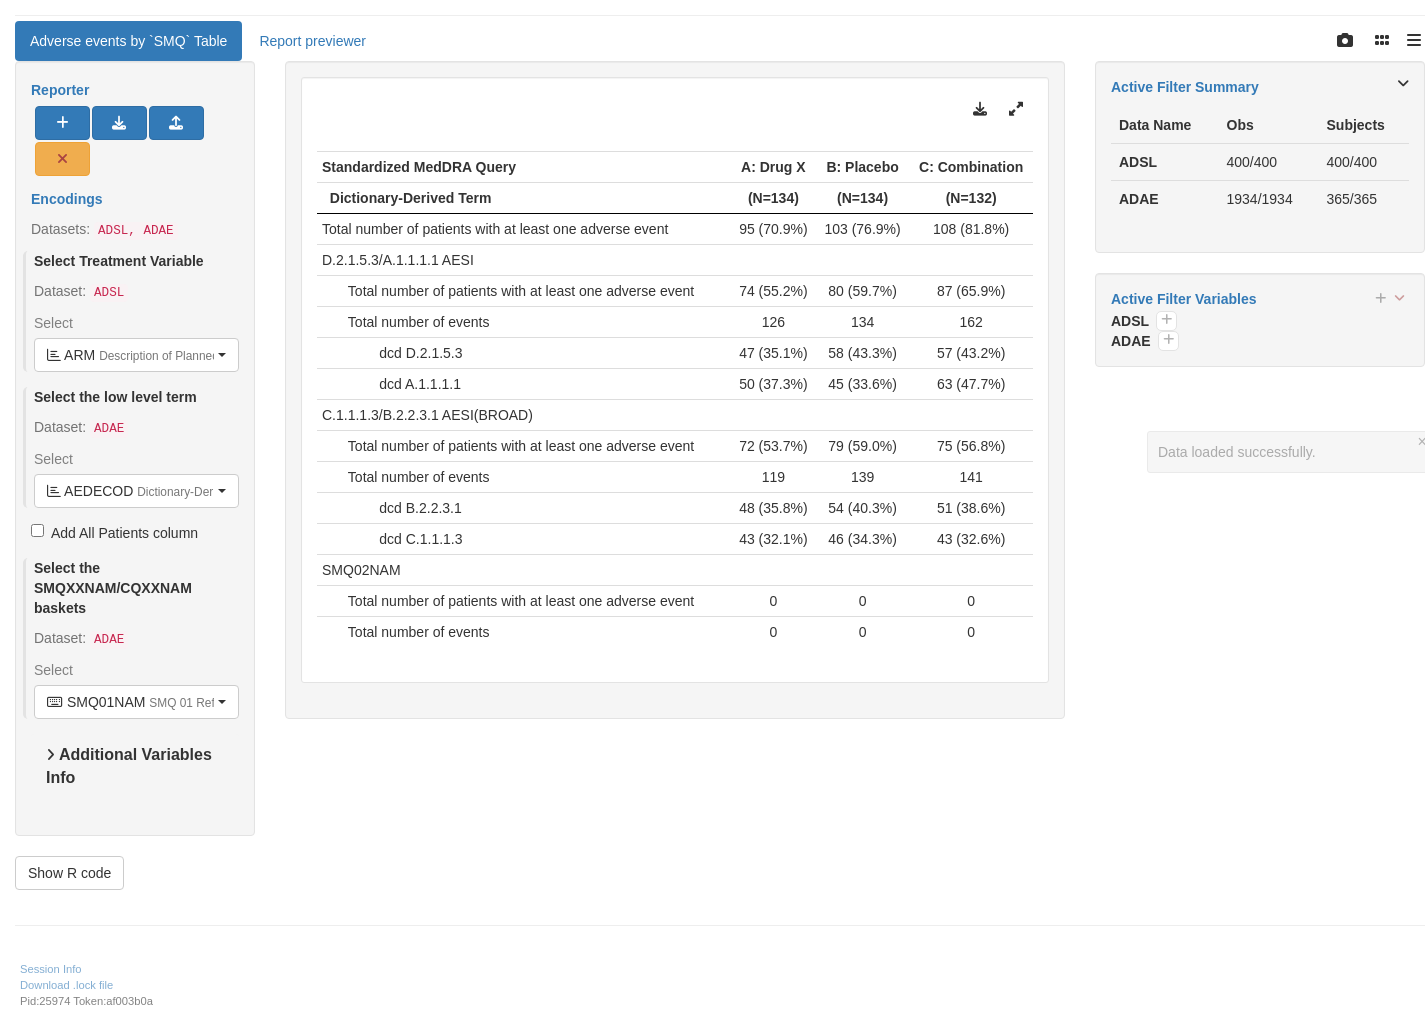 Adverse events by `SMQ` Table
Report previewer
Reporter
Encodings
Datasets: ADSL, ADAE
Select Treatment Variable
Dataset: ADSL
Select
ARM Description of Planned
Select the low level term
Dataset: ADAE
Select
AEDECOD Dictionary-Der
Add All Patients column
Select the
SMQXXNAM/CQXXNAM
baskets
Dataset: ADAE
Select
SMQ01NAM SMQ 01 Ref
Additional Variables
Info
Show R code
Standardized MedDRA Query A: Drug X B: Placebo C: Combination
Dictionary-Derived Term (N=134) (N=134) (N=132)
Total number of patients with at least one adverse event 95 (70.9%) 103 (76.9%) 108 (81.8%)
D.2.1.5.3/A.1.1.1.1 AESI
Total number of patients with at least one adverse event 74 (55.2%) 80 (59.7%) 87 (65.9%)
Total number of events 126 134 162
dcd D.2.1.5.3 47 (35.1%) 58 (43.3%) 57 (43.2%)
dcd A.1.1.1.1 50 (37.3%) 45 (33.6%) 63 (47.7%)
C.1.1.1.3/B.2.2.3.1 AESI(BROAD)
Total number of patients with at least one adverse event 72 (53.7%) 79 (59.0%) 75 (56.8%)
Total number of events 119 139 141
dcd B.2.2.3.1 48 (35.8%) 54 (40.3%) 51 (38.6%)
dcd C.1.1.1.3 43 (32.1%) 46 (34.3%) 43 (32.6%)
SMQ02NAM
Total number of patients with at least one adverse event 0 0 0
Total number of events 0 0 0
Active Filter Summary
Data Name Obs Subjects
ADSL 400/400 400/400
ADAE 1934/1934 365/365
Active Filter Variables
ADSL
ADAE
Data loaded successfully.
Session Info
Download .lock file
Pid:25974 Token:af003b0a